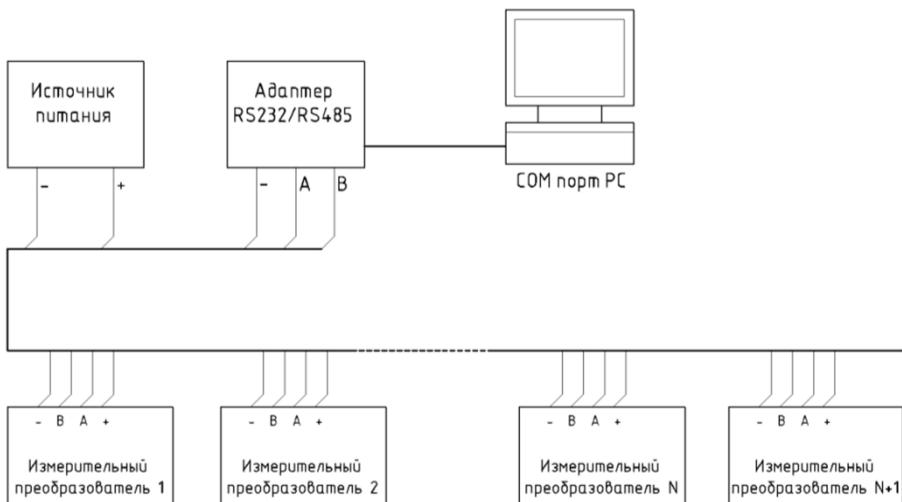 Источник
питания
Адаптер
RS232/RS485
- +
- A B
COM порт PC
- B A +
Измерительный
преобразователь 1
- B A +
Измерительный
преобразователь 2
- B A +
Измерительный
преобразователь N
- B A +
Измерительный
преобразователь N+1